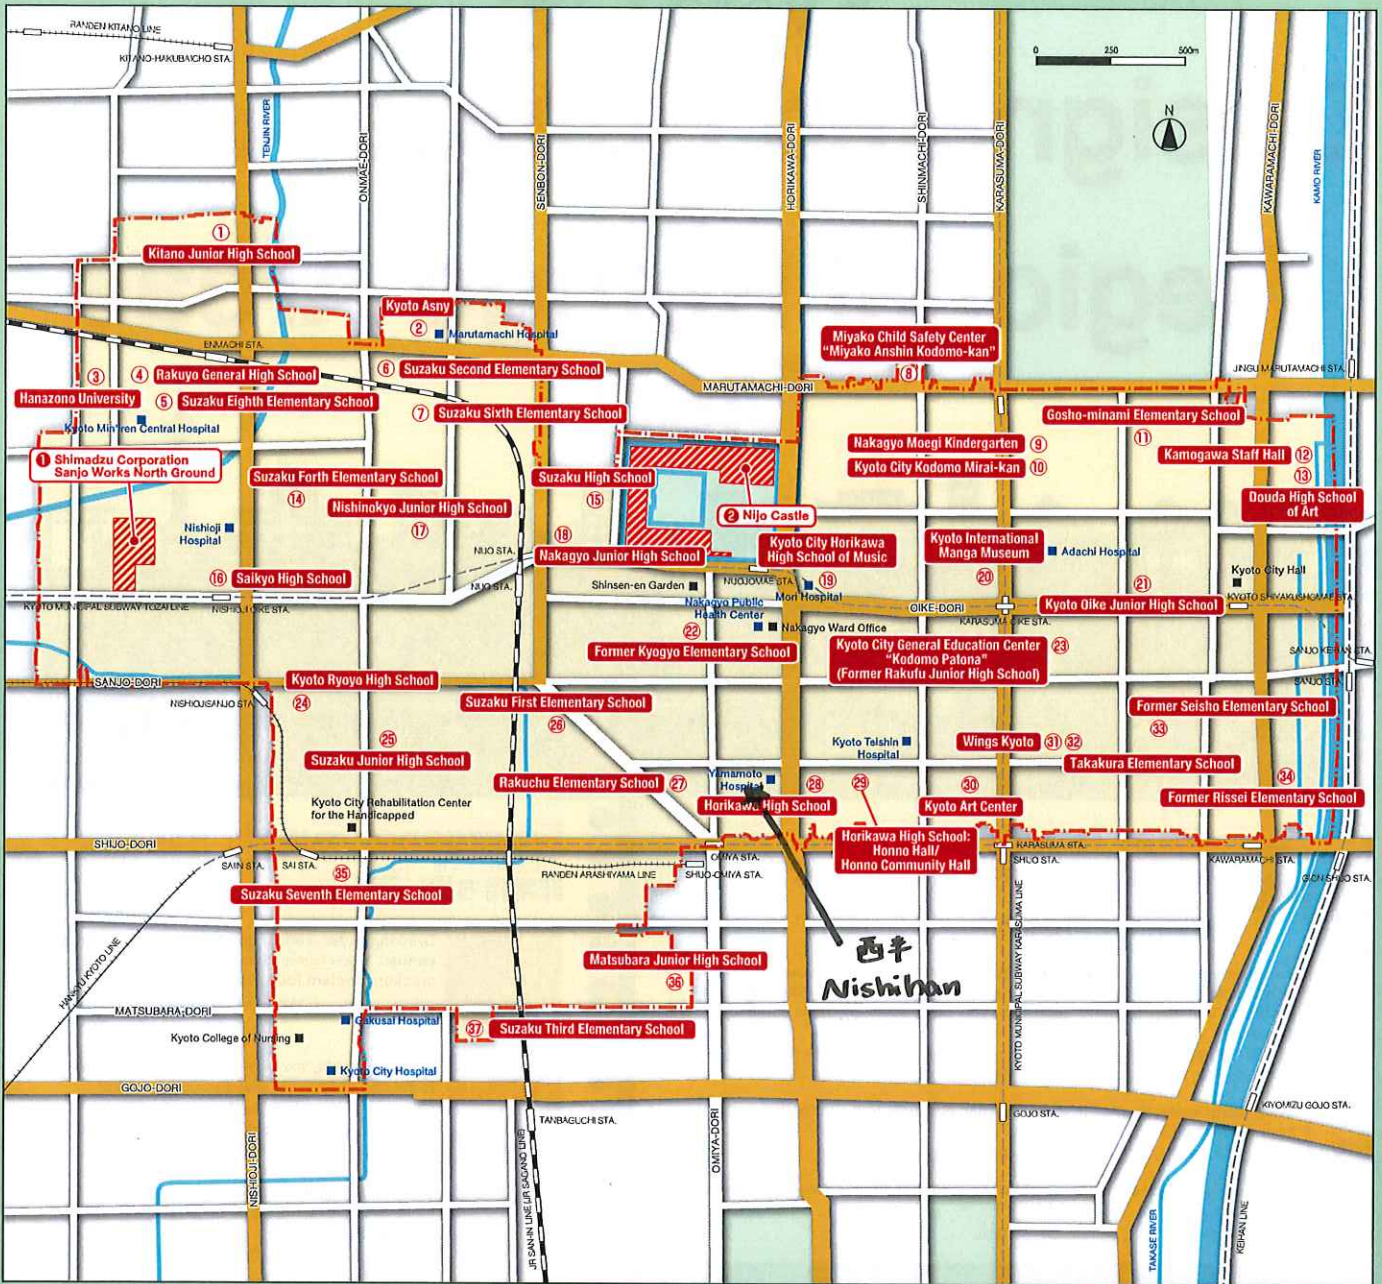 RANDEN KITANO LINE
KITANO-HAKUBAICHO STA.
TENJIN RIVER
ONMAE-DORI
SENBON-DORI
HORIKAWA-DORI
SHINMACHI-DORI
KARASUMA-DORI
KAWARAMACHI-DORI
KAMO RIVER
0 250 500m
N
①
Kitano Junior High School
Kyoto Asny
②
Marutamachi Hospital
ENMACHI STA.
Miyako Child Safety Center
"Miyako Anshin Kodomo-kan"
⑧
MARUTAMACHI-DORI
JINGU MARUTAMACHI STA.
③
④
Rakuyo General High School
⑥
Suzaku Second Elementary School
Hanazono University
⑤
Suzaku Eighth Elementary School
⑦
Suzaku Sixth Elementary School
Kyoto Min'iren Central Hospital
Gosho-minami Elementary School
⑪
Nakagyo Moegi Kindergarten
⑨
Kyoto City Kodomo Mirai-kan
⑩
Kamogawa Staff Hall
⑫
⑬
Douda High School
of Art
❶ Shimadzu Corporation
Sanjo Works North Ground
Suzaku Forth Elementary School
⑭
Suzaku High School
⑮
Nishinokyo Junior High School
⑰
❷ Nijo Castle
Nishioji
Hospital
NIJO STA.
⑱
Nakagyo Junior High School
Kyoto City Horikawa
High School of Music
⑲
Kyoto International
Manga Museum
⑳
Adachi Hospital
Kyoto City Hall
㉑
⑯
Saikyo High School
NIJO STA.
Shinsen-en Garden
NIJOJOMAE STA.
Mori Hospital
KYOTO MUNICIPAL SUBWAY TOZAI LINE
NISHIOJI OIKE STA.
Nakagyo Public
Health Center
Nakagyo Ward Office
OIKE-DORI
KARASUMA OIKE STA.
Kyoto Oike Junior High School
KYOTO SHIYAKUSHOMAE STA.
㉒
Former Kyogyo Elementary School
Kyoto City General Education Center
"Kodomo Patona"
(Former Rakufu Junior High School)
㉓
SANJO KEIHAN STA.
SANJO STA.
SANJO-DORI
NISHIOJI SANJO STA.
Kyoto Ryoyo High School
㉔
Suzaku First Elementary School
㉖
Former Seisho Elementary School
㉝
㉕
Suzaku Junior High School
Kyoto Teishin
Hospital
Wings Kyoto
㉛
㉜
Takakura Elementary School
Rakuchu Elementary School
㉗
Yamamoto
Hospital
㉘
㉙
㉚
㉞
Horikawa High School
Kyoto Art Center
Former Rissei Elementary School
Kyoto City Rehabilitation Center
for the Handicapped
Horikawa High School:
Honno Hall/
Honno Community Hall
SHIJO-DORI
SAIIN STA.
SAI STA.
RANDEN ARASHIYAMA LINE
OMIYA STA.
SHIJO-OMIYA STA.
KARASUMA STA.
SHIJO STA.
KAWARAMACHI STA.
GION SHIJO STA.
㉟
Suzaku Seventh Elementary School
HANKYU KYOTO LINE
西半
Nishihan
Matsubara Junior High School
㊱
MATSUBARA-DORI
Gakusai Hospital
㊲
Suzaku Third Elementary School
Kyoto College of Nursing
KYOTO MUNICIPAL SUBWAY KARASUMA LINE
Kyoto City Hospital
GOJO-DORI
TANBAGUCHI STA.
GOJO STA.
KIYOMIZU GOJO STA.
NISHIOJI-DORI
JR SAN-IN LINE (JR SAGANO LINE)
OMIYA-DORI
TAKASE RIVER
KEIHAN LINE